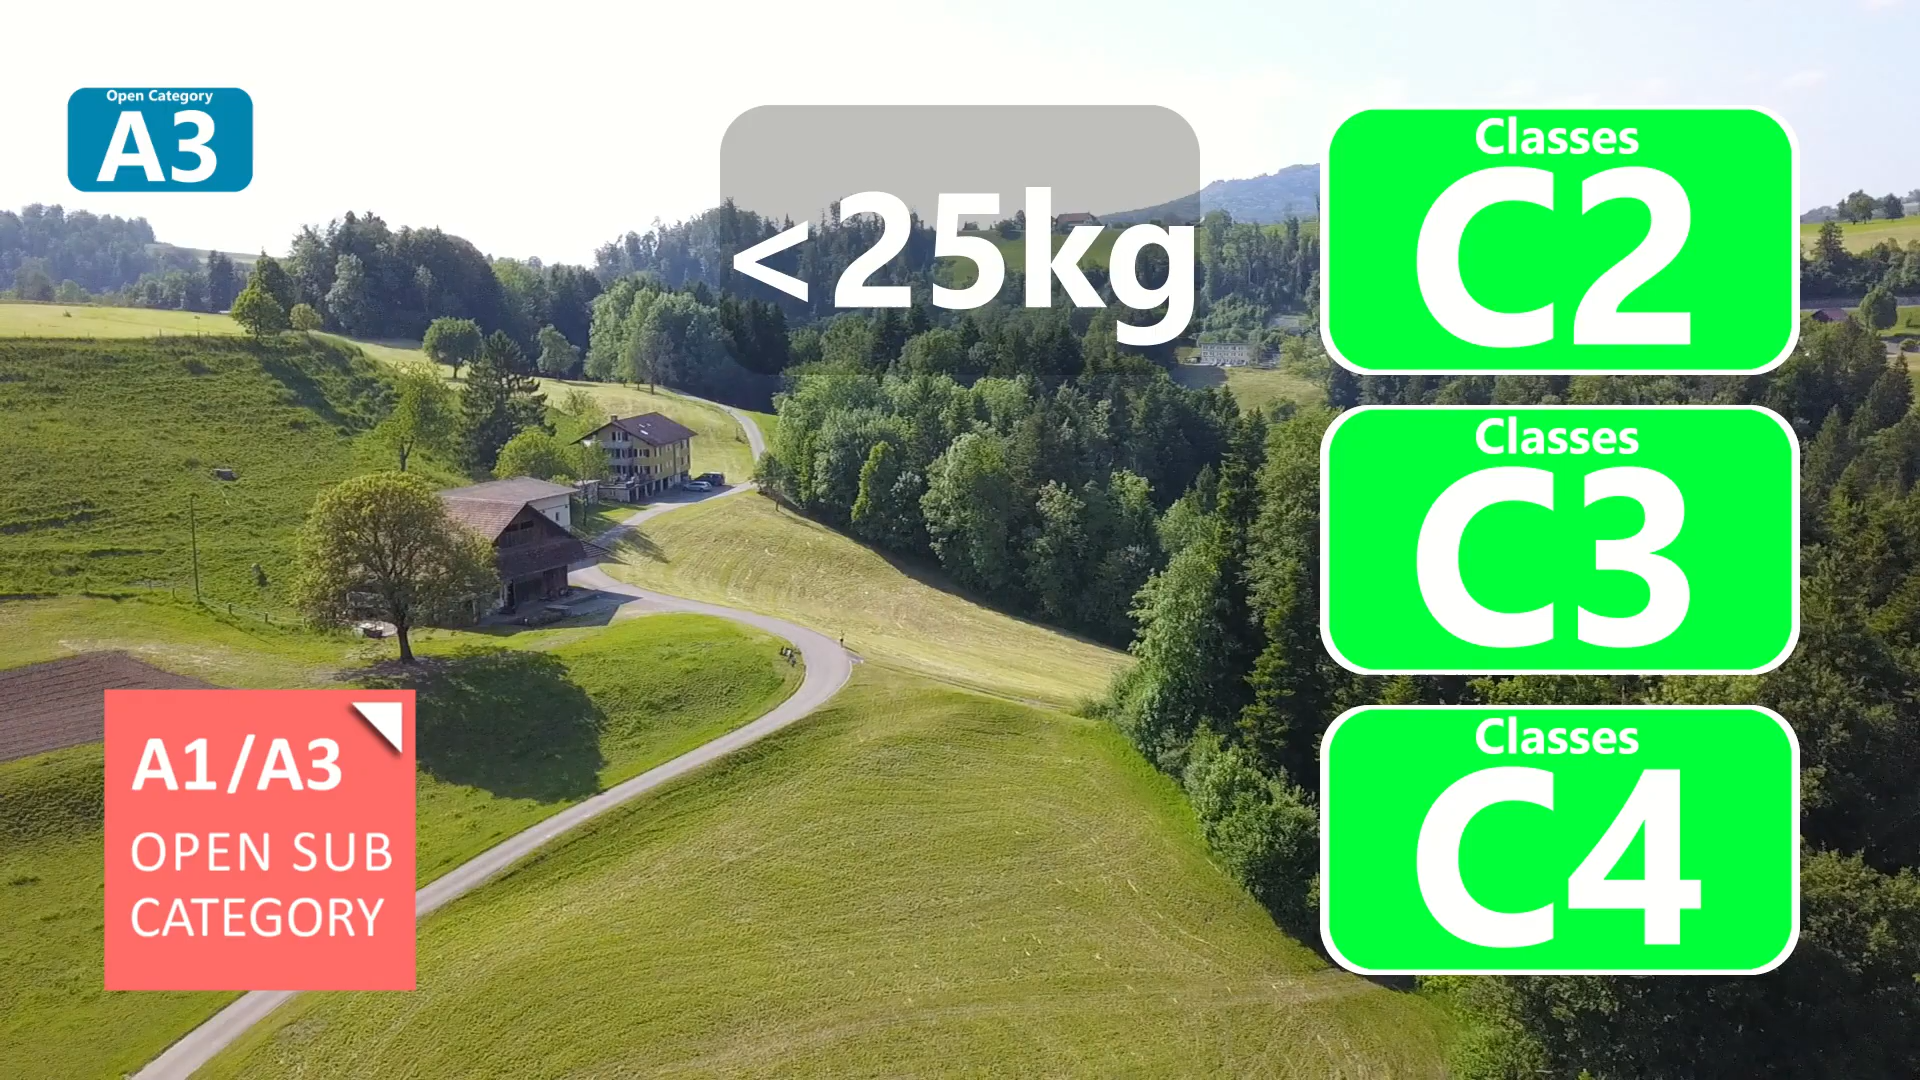 Open Category
A3
<25kg
Classes
C2
Classes
C3
Classes
C4
A1/A3
OPEN SUB
CATEGORY